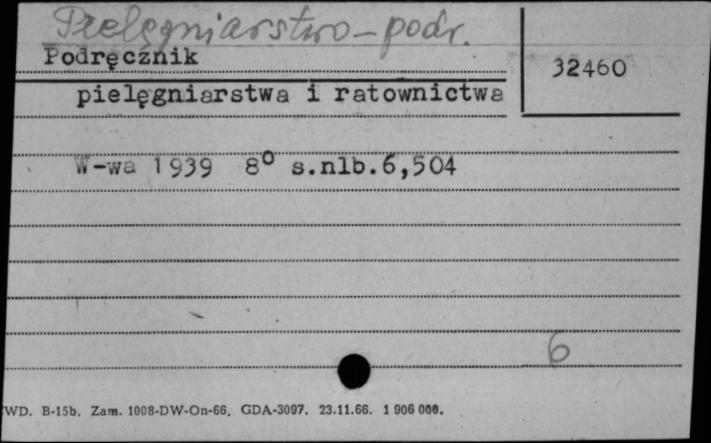 Pielęgniarstwo - podr.
Podręcznik
32460
pielęgniarstwa i ratownictwa
W-wa 1939 8° s.nlb.6,504
6
WD. B-15b. Zam. 1008-DW-On-66. GDA-3097. 23.11.66. 1 906 000.